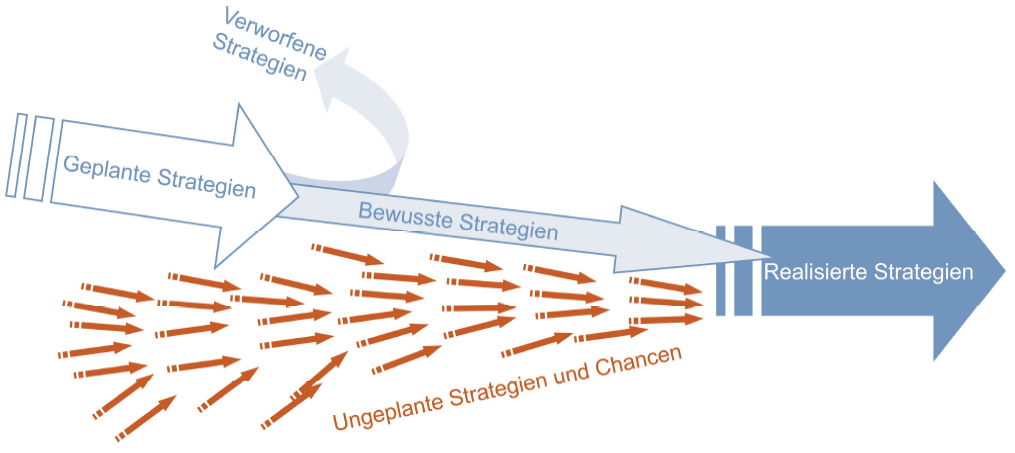 Verworfene
Strategien
Geplante Strategien
Bewusste Strategien
Realisierte Strategien
Ungeplante Strategien und Chancen